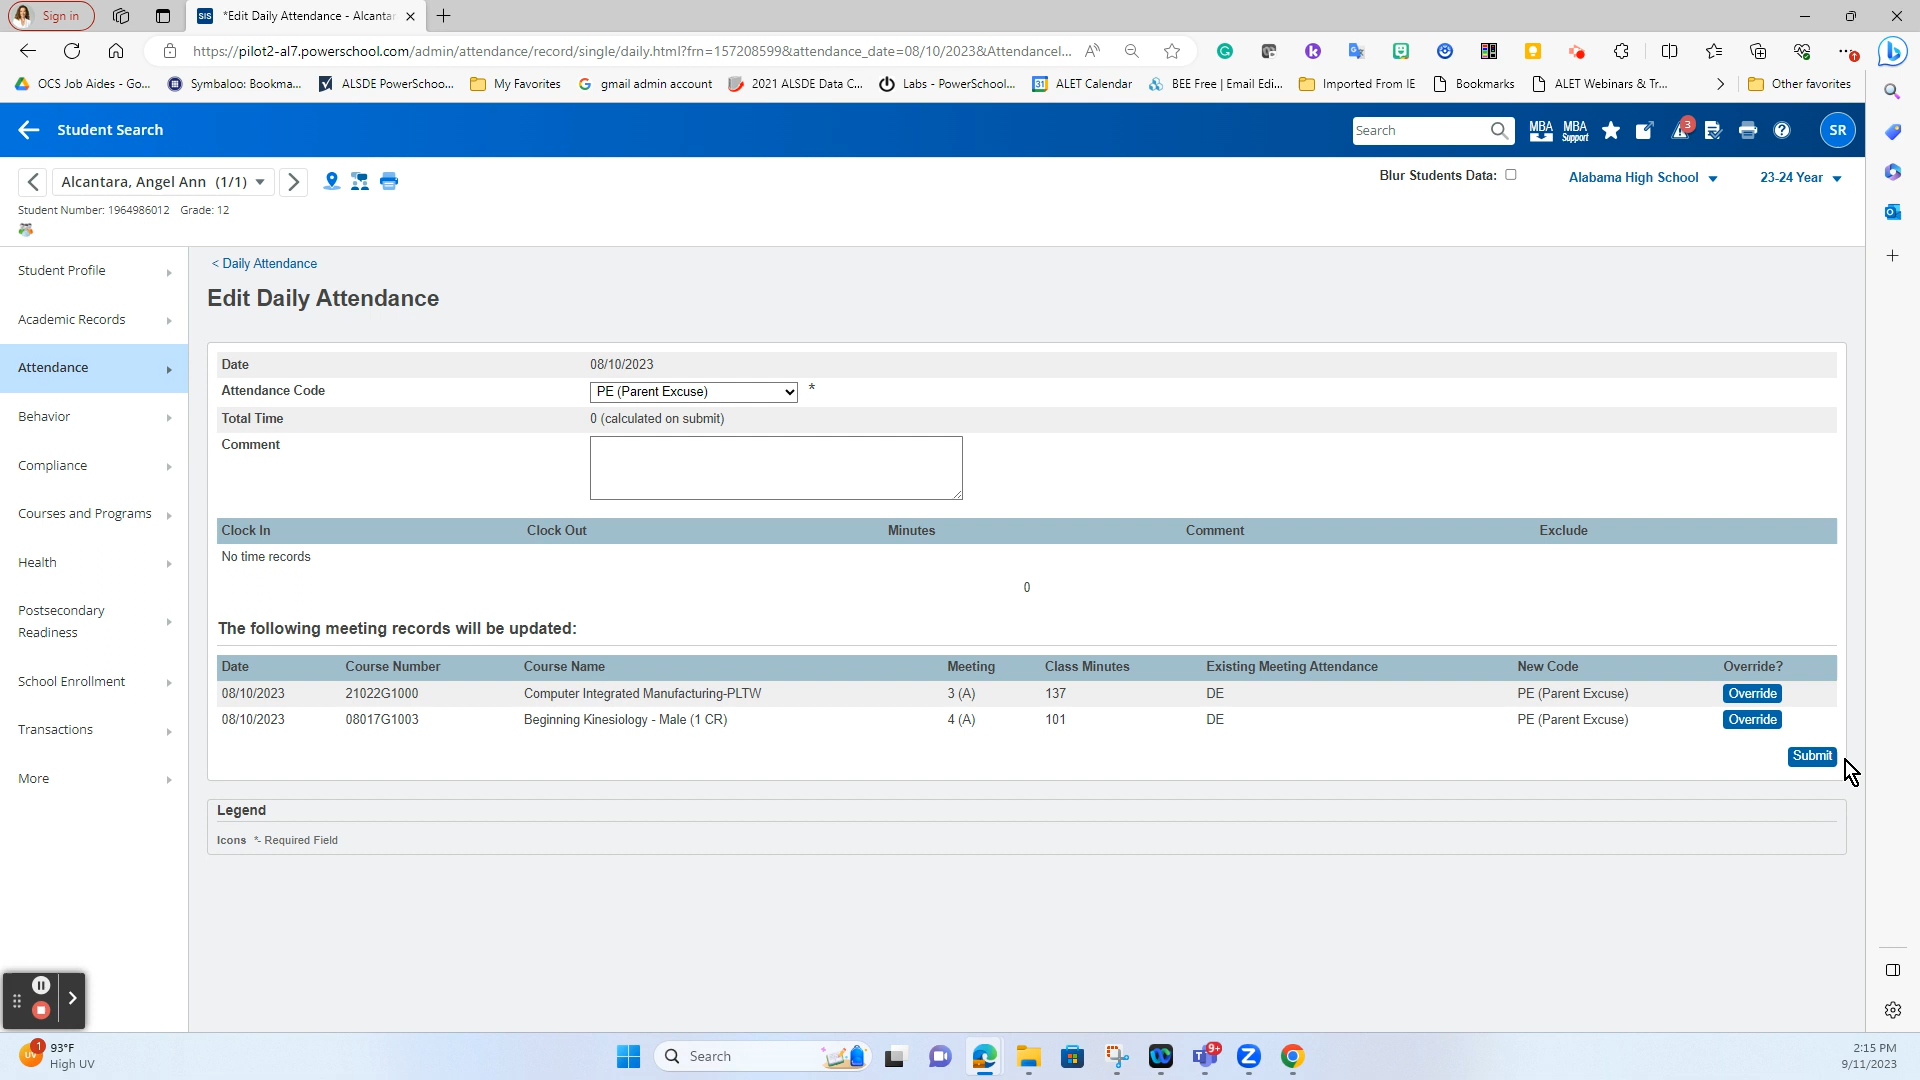 Sign in
SIS *Edit Daily Attendance - Alcantar
https://pilot2-al7.powerschool.com/admin/attendance/record/single/daily.html?frn=157208599&attendance_date=08/10/2023&Attendancel...
OCS Job Aides - Go... Symbaloo: Bookma... ALSDE PowerSchoo... My Favorites gmail admin account 2021 ALSDE Data C... Labs - PowerSchool... ALET Calendar BEE Free | Email Edi... Imported From IE Bookmarks ALET Webinars & Tr... Other favorites
Student Search
Search MBA MBA Support 3 SR
Alcantara, Angel Ann (1/1)
Blur Students Data: Alabama High School 23-24 Year
Student Number: 1964986012 Grade: 12
Student Profile
Academic Records
Attendance
Behavior
Compliance
Courses and Programs
Health
Postsecondary
Readiness
School Enrollment
Transactions
More
< Daily Attendance
Edit Daily Attendance
Date 08/10/2023
Attendance Code PE (Parent Excuse) *
Total Time 0 (calculated on submit)
Comment
Clock In Clock Out Minutes Comment Exclude
No time records
0
The following meeting records will be updated:
Date Course Number Course Name Meeting Class Minutes Existing Meeting Attendance New Code Override?
08/10/2023 21022G1000 Computer Integrated Manufacturing-PLTW 3 (A) 137 DE PE (Parent Excuse) Override
08/10/2023 08017G1003 Beginning Kinesiology - Male (1 CR) 4 (A) 101 DE PE (Parent Excuse) Override
Submit
Legend
Icons *- Required Field
1 93°F
High UV
Search
9+
2:15 PM
9/11/2023